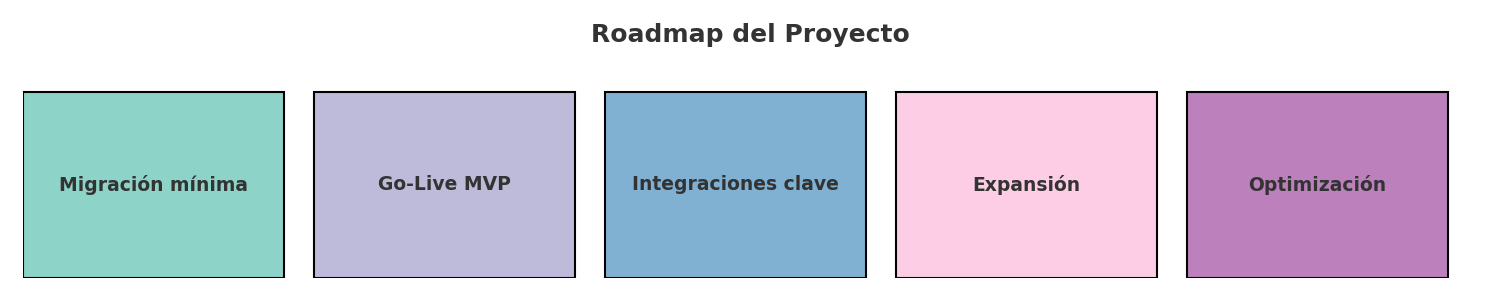 Roadmap del Proyecto
Migración mínima
Go-Live MVP
Integraciones clave
Expansión
Optimización